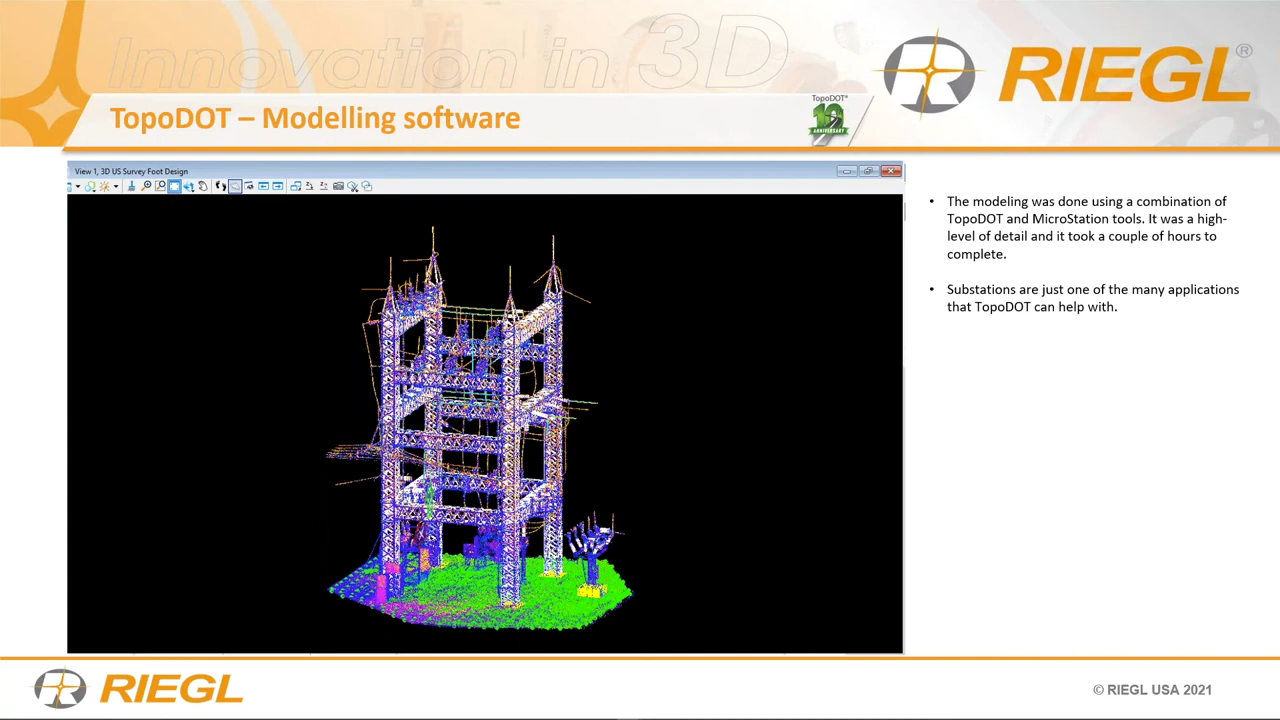 Innovation in 3D
RIEGL®
TopoDOT – Modelling software
TopoDOT®
10
ANNIVERSARY
View 1, 3D US Survey Foot Design
• The modeling was done using a combination of
TopoDOT and MicroStation tools. It was a high-
level of detail and it took a couple of hours to
complete.
• Substations are just one of the many applications
that TopoDOT can help with.
RIEGL
© RIEGL USA 2021